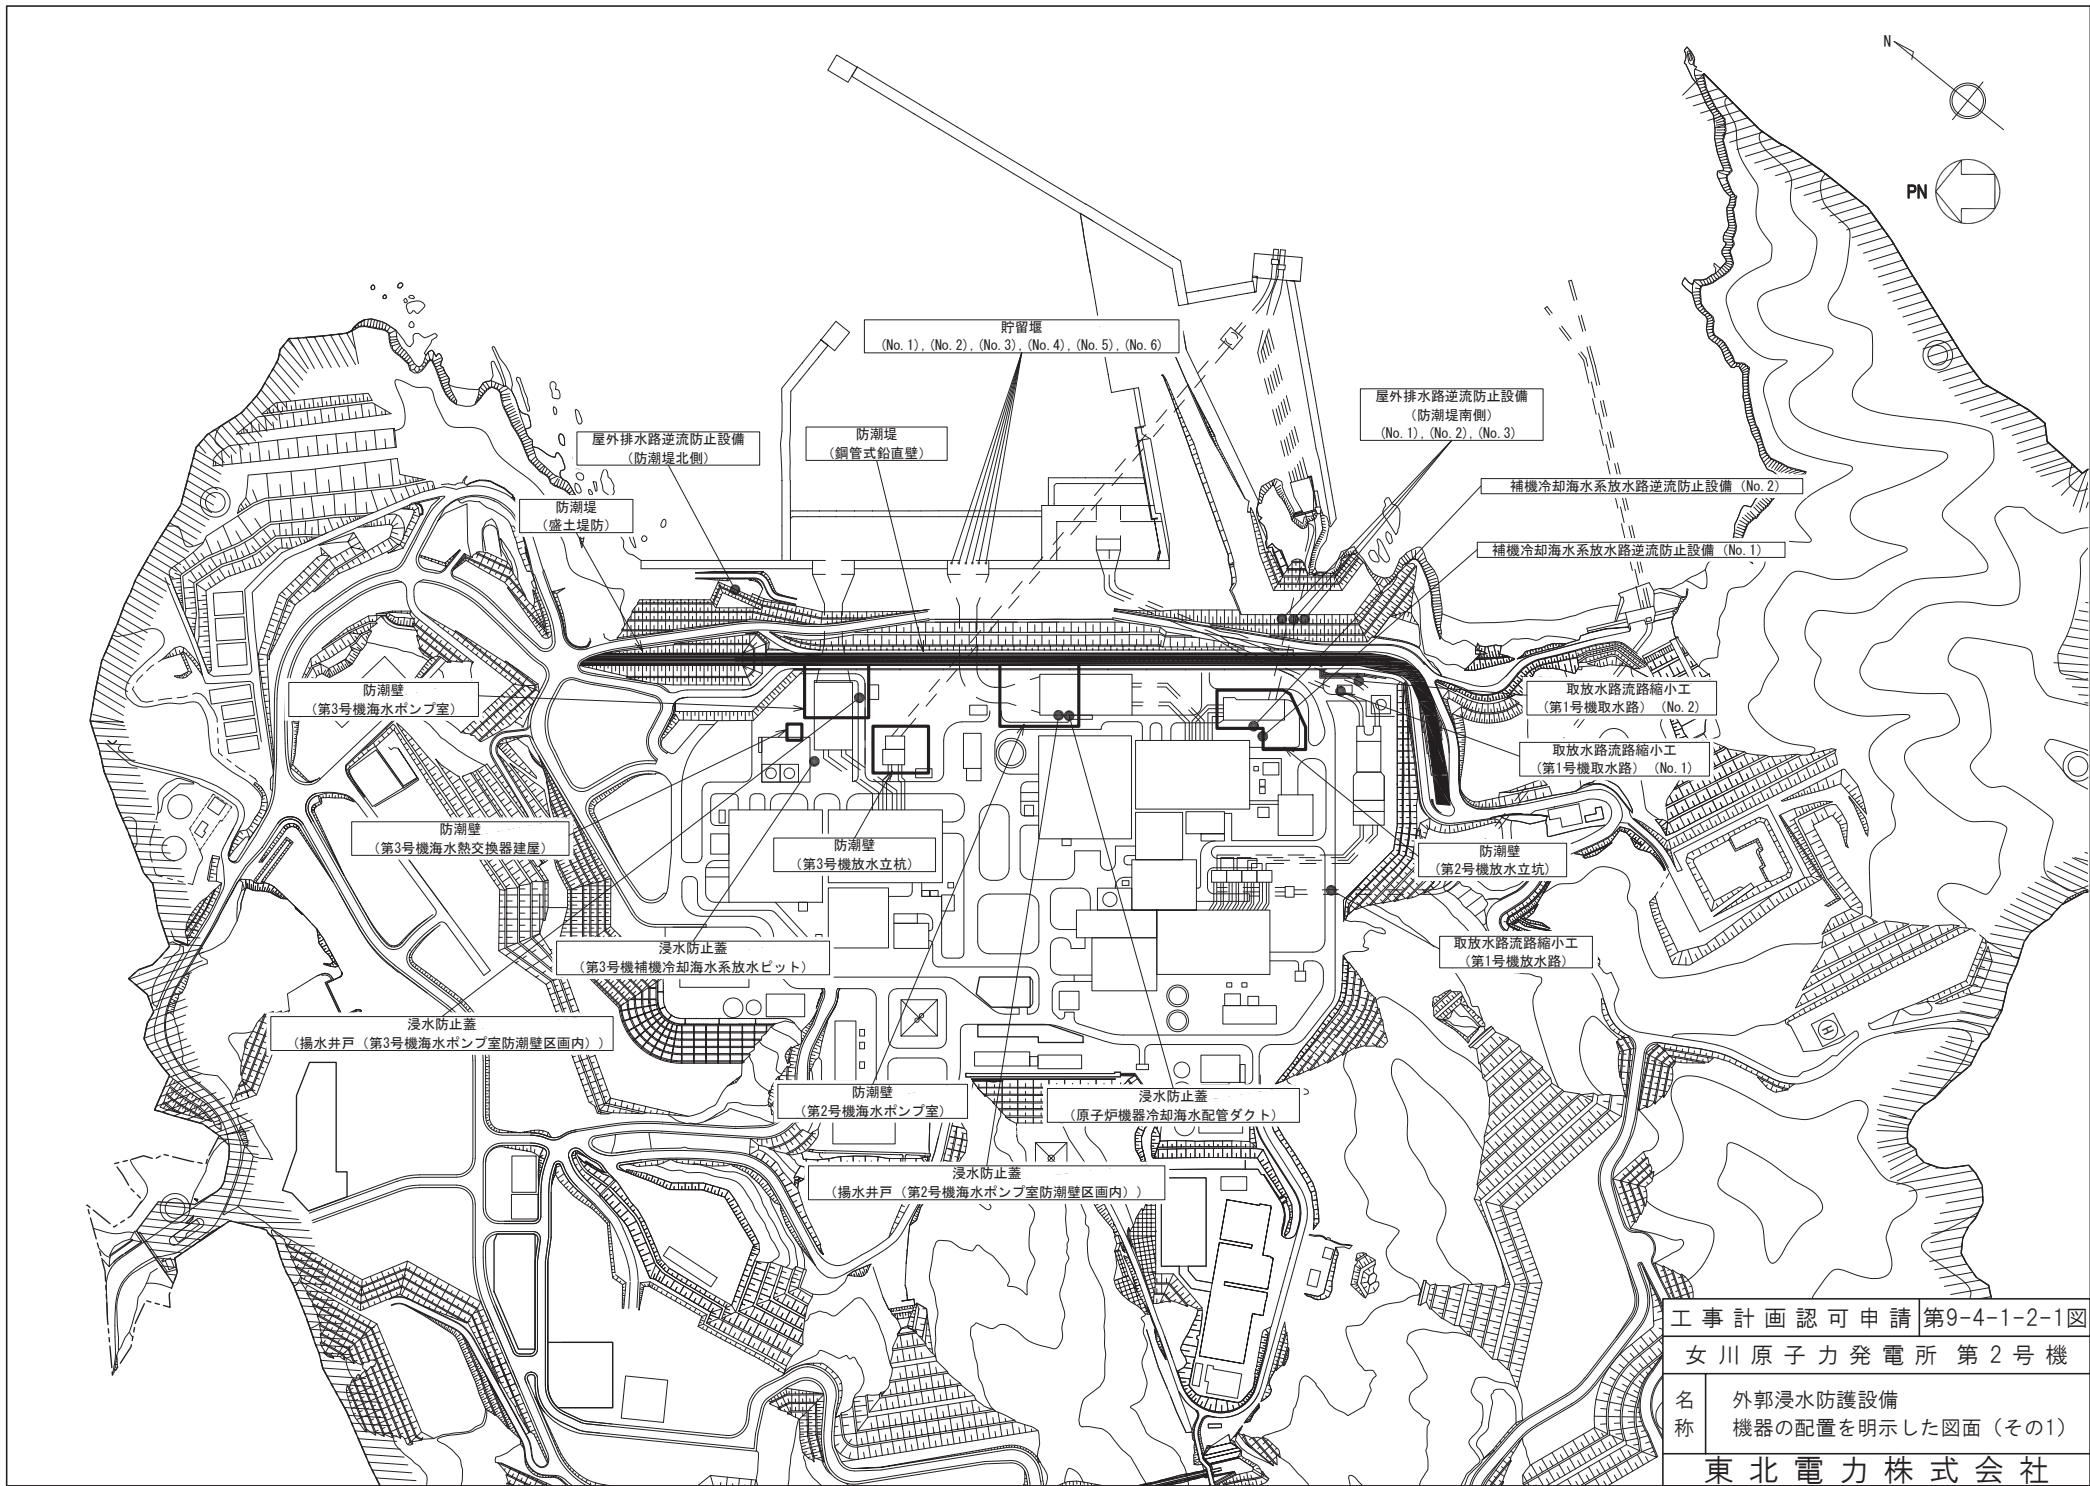 N
PN
貯留堰
(No. 1), (No. 2), (No. 3), (No. 4), (No. 5), (No. 6)
屋外排水路逆流防止設備
(防潮堤南側)
(No. 1), (No. 2), (No. 3)
屋外排水路逆流防止設備
(防潮堤北側)
防潮堤
(鋼管式鉛直壁)
防潮堤
(盛土堤防)
補機冷却海水系放水路逆流防止設備 (No. 2)
補機冷却海水系放水路逆流防止設備 (No. 1)
防潮壁
(第3号機海水ポンプ室)
取放水路流路縮小工
(第1号機取水路) (No. 2)
取放水路流路縮小工
(第1号機取水路) (No. 1)
防潮壁
(第3号機海水熱交換器建屋)
防潮壁
(第3号機放水立坑)
防潮壁
(第2号機放水立坑)
浸水防止蓋
(第3号機補機冷却海水系放水ピット)
取放水路流路縮小工
(第1号機放水路)
浸水防止蓋
(揚水井戸 (第3号機海水ポンプ室防潮壁区画内))
H
防潮壁
(第2号機海水ポンプ室)
浸水防止蓋
(原子炉機器冷却海水配管ダクト)
浸水防止蓋
(揚水井戸 (第2号機海水ポンプ室防潮壁区画内))
工事計画認可申請 第9-4-1-2-1図
女川原子力発電所 第2号機
名称 外郭浸水防護設備
機器の配置を明示した図面 (その1)
東北電力株式会社